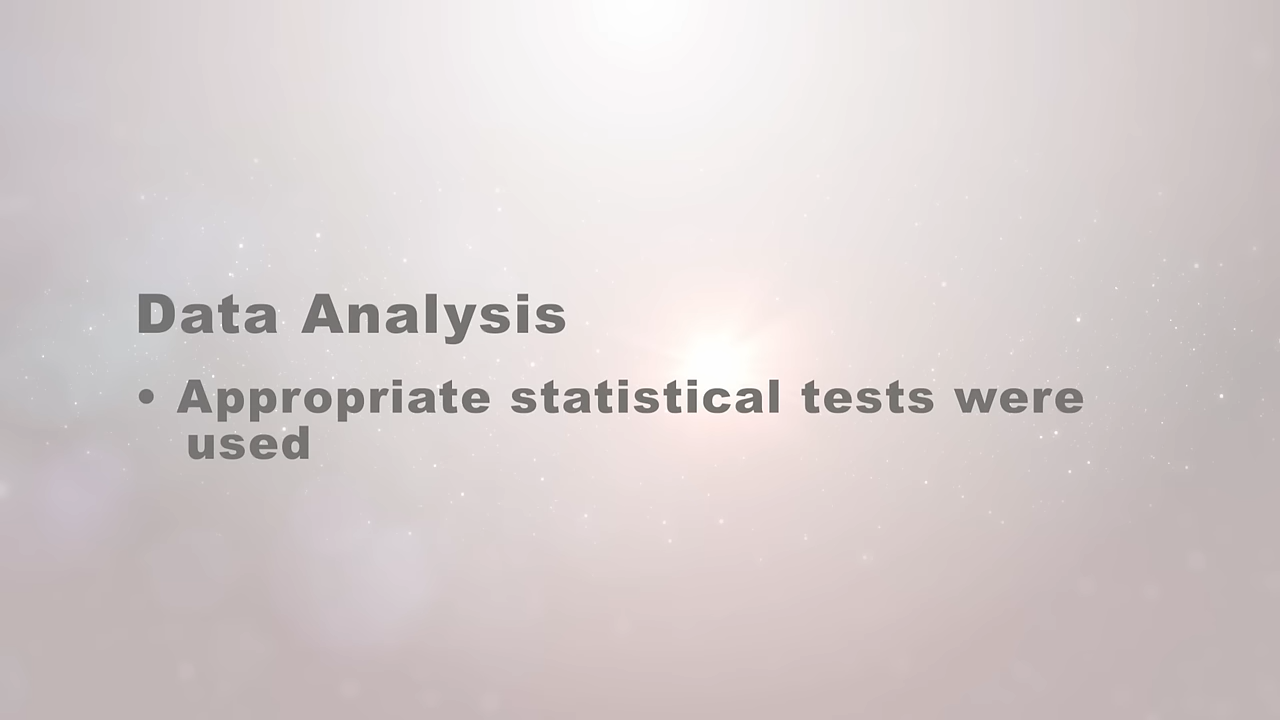 Data Analysis
• Appropriate statistical tests were
used